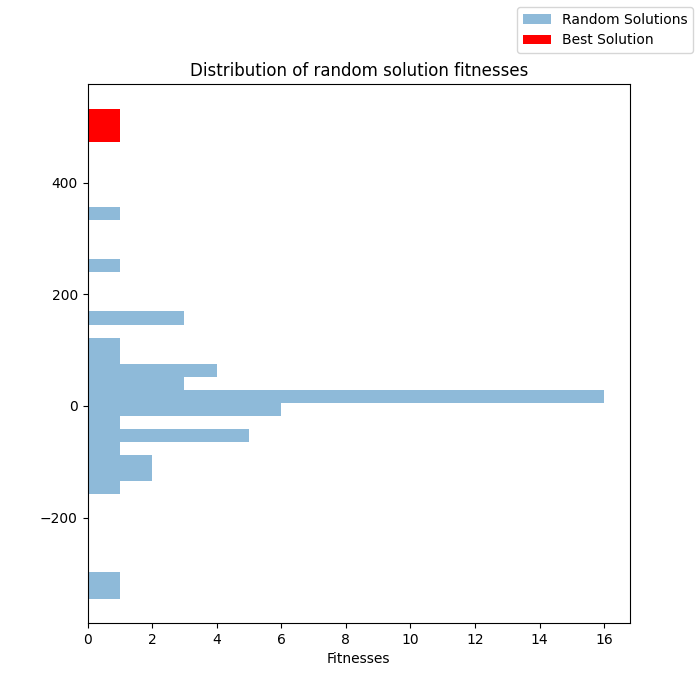 Random Solutions
Best Solution
Distribution of random solution fitnesses
400
200
0
−200
0 2 4 6 8 10 12 14 16
Fitnesses